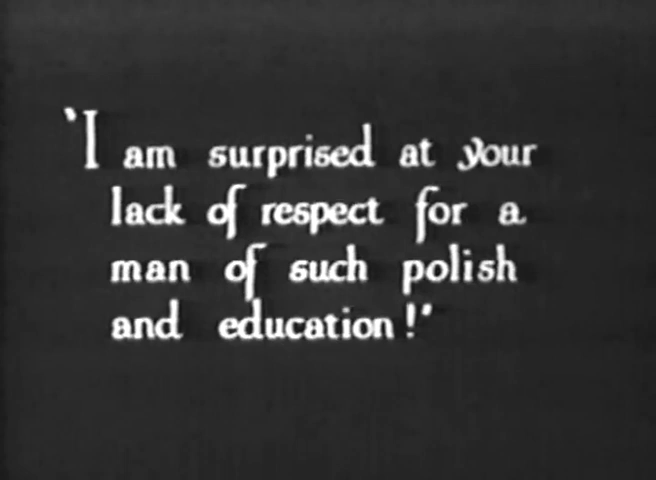 'I am surprised at your
lack of respect for a
man of such polish
and education!'